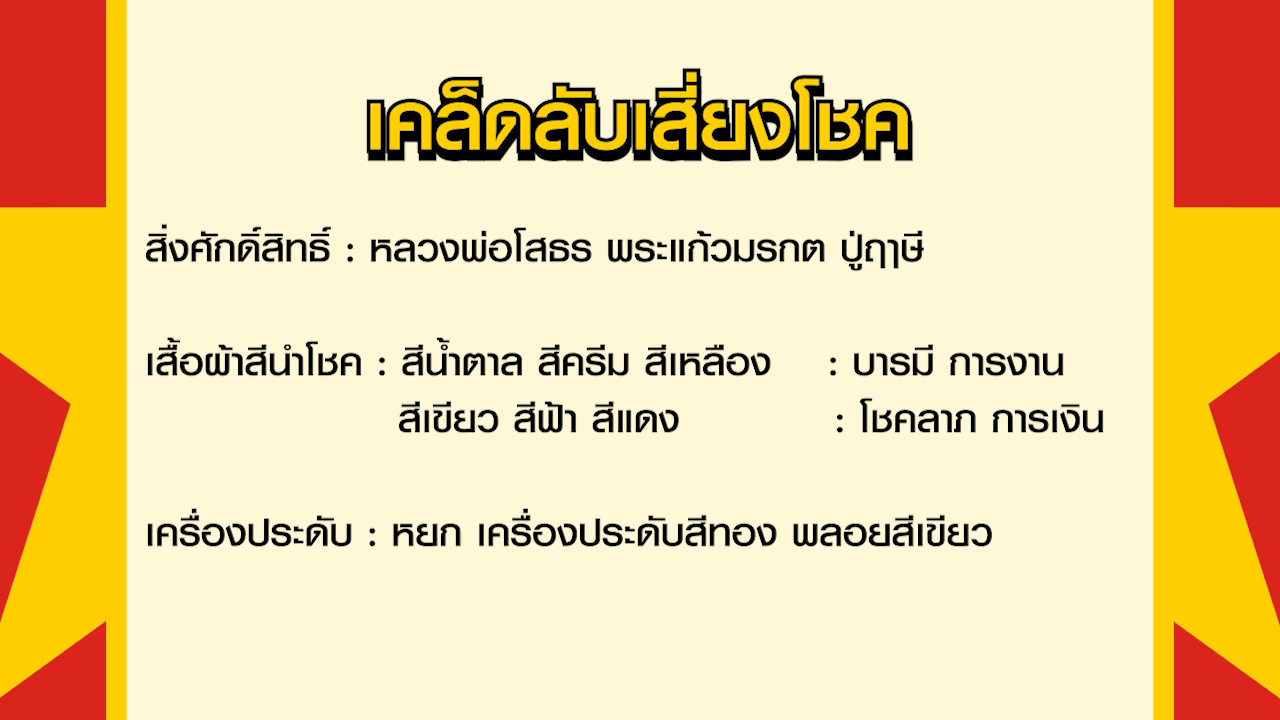 เคล็ดลับเสี่ยงโชค
สิ่งศักดิ์สิทธิ์ : หลวงพ่อโสธร พระแก้วมรกต ปู่ฤๅษี
เสื้อผ้าสีนำโชค : สีน้ำตาล สีครีม สีเหลือง : บารมี การงาน
สีเขียว สีฟ้า สีแดง : โชคลาภ การเงิน
เครื่องประดับ : หยก เครื่องประดับสีทอง พลอยสีเขียว